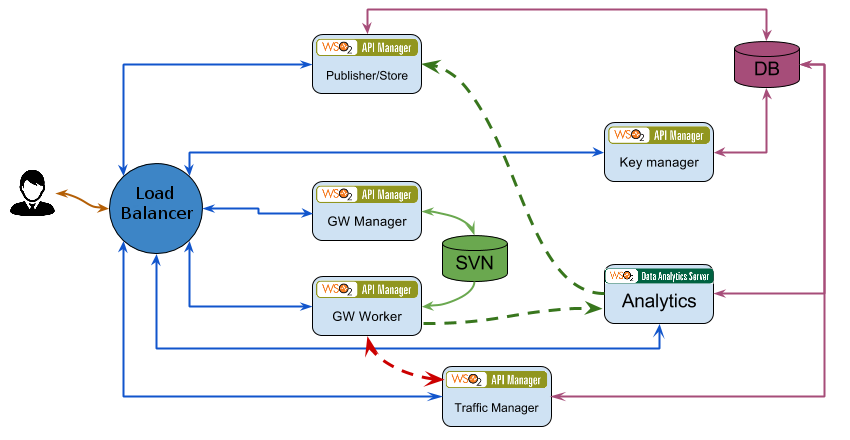 WSO2 API Manager
Publisher/Store
DB
WSO2 API Manager
Key manager
Load
Balancer
WSO2 API Manager
GW Manager
SVN
WSO2 API Manager
GW Worker
WSO2 Data Analytics Server
Analytics
WSO2 API Manager
Traffic Manager